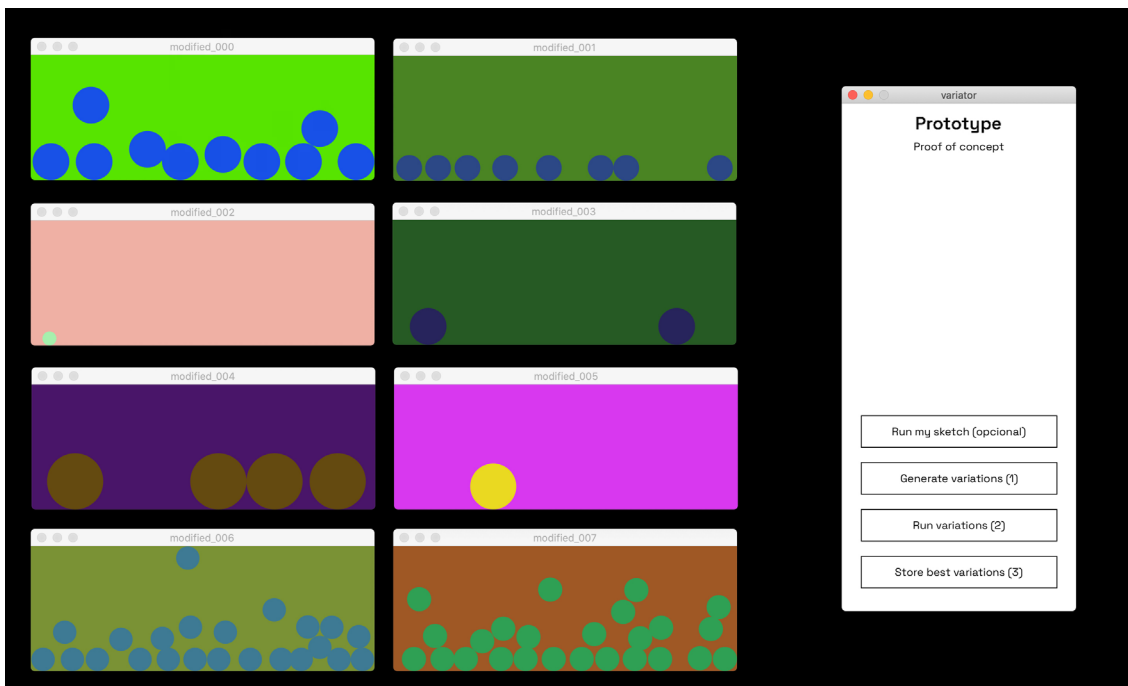 modified_000
modified_001
variator
Prototype
Proof of concept
modified_002
modified_003
modified_004
modified_005
Run my sketch (opcional)
Generate variations (1)
Run variations (2)
modified_006
modified_007
Store best variations (3)